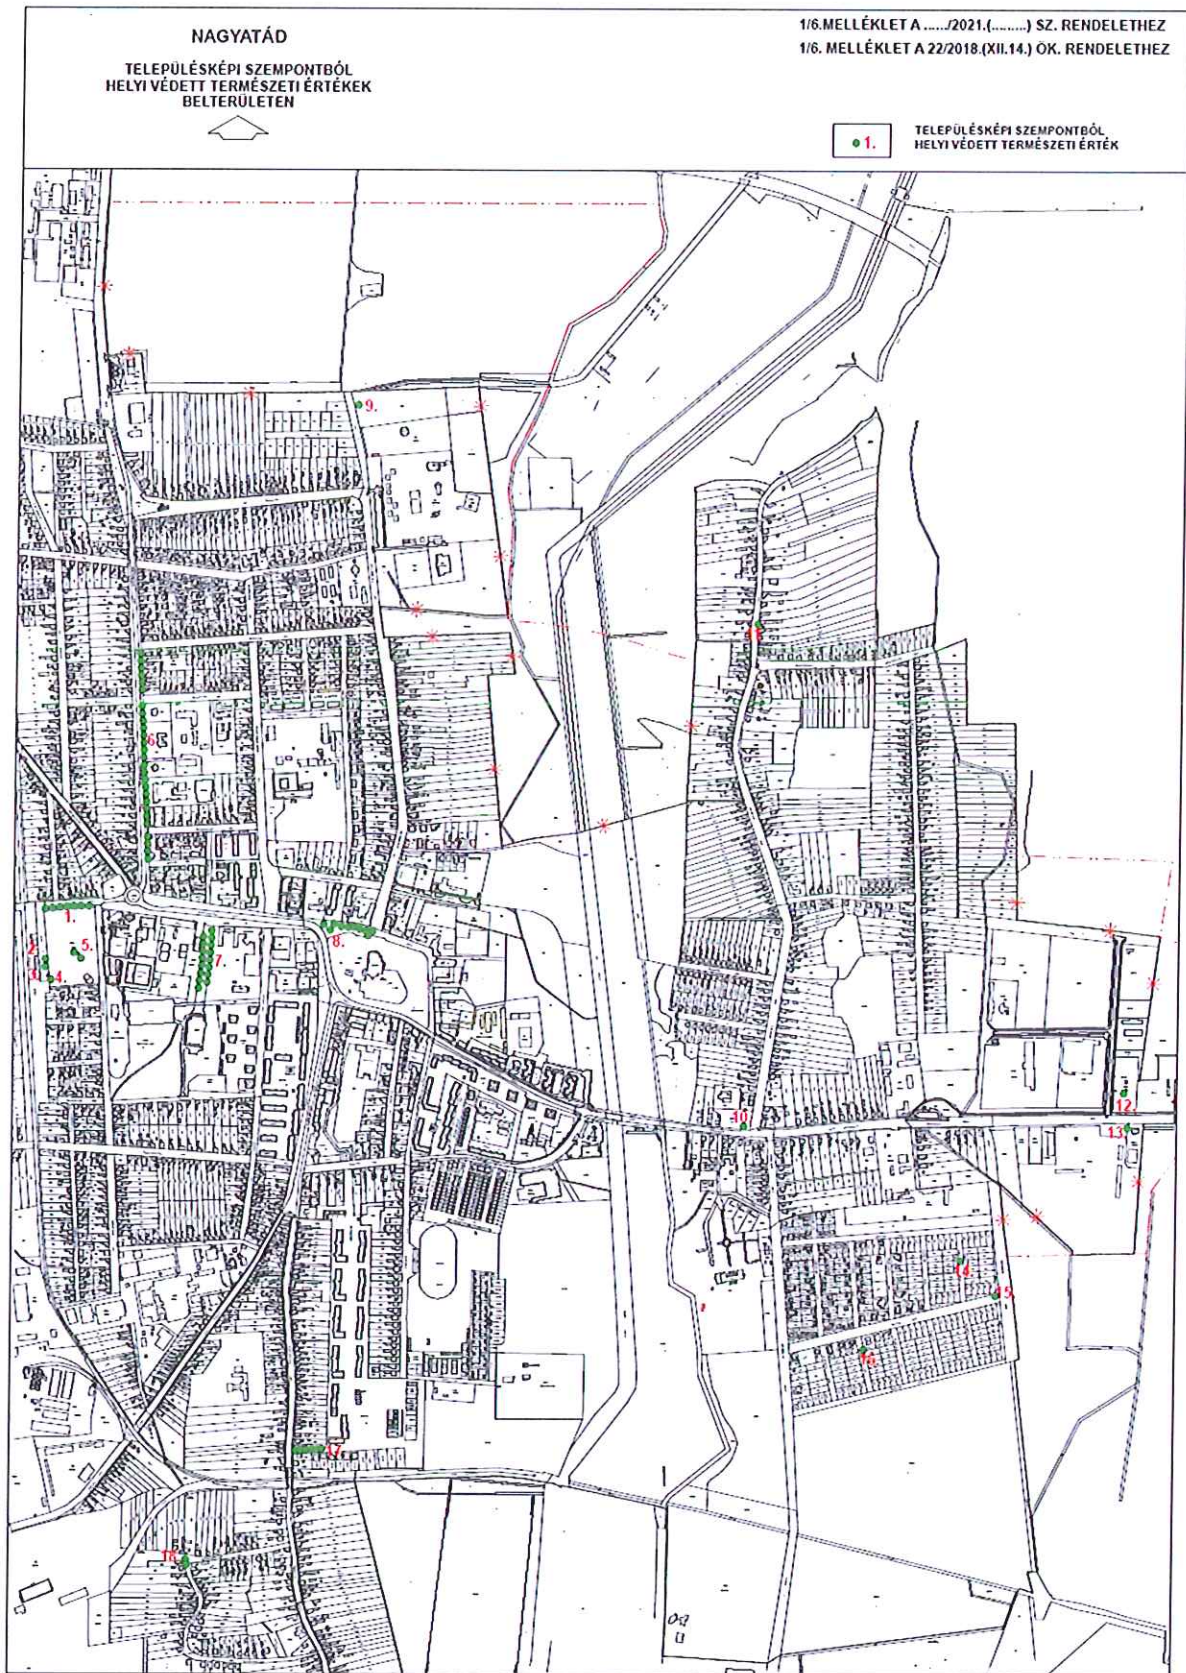 NAGYATÁD
TELEPÜLÉSKÉPI SZEMPONTBÓL
HELYI VÉDETT TERMÉSZETI ÉRTÉKEK
BELTERÜLETEN
1/6.MELLÉKLET A ....../2021.(.........) SZ. RENDELETHEZ
1/6. MELLÉKLET A 22/2018.(XII.14.) ÖK. RENDELETHEZ
1.
TELEPÜLÉSKÉPI SZEMPONTBÓL
HELYI VÉDETT TERMÉSZETI ÉRTÉK
9.
11.
6.
1.
2.
5.
3.
4.
7.
8.
10.
12.
13.
14.
15.
16.
17.
18.